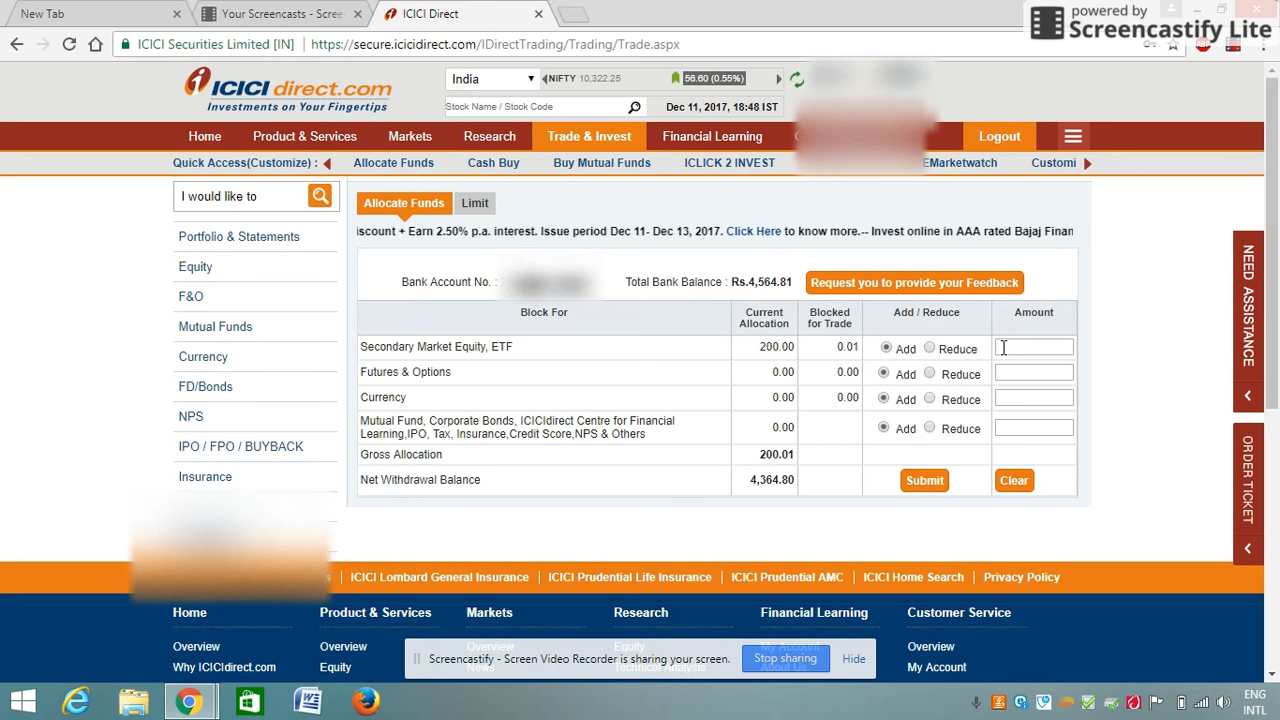 New Tab
Your Screencasts - Screen
ICICI Direct
powered by
Screencastify Lite
ICICI Securities Limited [IN]
https://secure.icicidirect.com/IDirectTrading/Trading/Trade.aspx
ICICI direct.com
Investments on Your Fingertips
India
NIFTY 10,322.25
56.60 (0.55%)
Stock Name / Stock Code
Dec 11, 2017, 18:48 IST
Home
Product & Services
Markets
Research
Trade & Invest
Financial Learning
Logout
Quick Access(Customize) :
Allocate Funds
Cash Buy
Buy Mutual Funds
ICLICK 2 INVEST
EMarketwatch
Customi
I would like to
Portfolio & Statements
Equity
F&O
Mutual Funds
Currency
FD/Bonds
NPS
IPO / FPO / BUYBACK
Insurance
Allocate Funds
Limit
iscount + Earn 2.50% p.a. interest. Issue period Dec 11- Dec 13, 2017. Click Here to know more.-- Invest online in AAA rated Bajaj Finan
Bank Account No. :
Total Bank Balance : Rs.4,564.81
Request you to provide your Feedback
Block For
Current Allocation
Blocked for Trade
Add / Reduce
Amount
Secondary Market Equity, ETF 200.00 0.01 Add Reduce
Futures & Options 0.00 0.00 Add Reduce
Currency 0.00 0.00 Add Reduce
Mutual Fund, Corporate Bonds, ICICIdirect Centre for Financial
Learning,IPO, Tax, Insurance,Credit Score,NPS & Others 0.00 Add Reduce
Gross Allocation 200.01
Net Withdrawal Balance 4,364.80 Submit Clear
NEED ASSISTANCE
ORDER TICKET
ICICI Lombard General Insurance
ICICI Prudential Life Insurance
ICICI Prudential AMC
ICICI Home Search
Privacy Policy
Home
Product & Services
Markets
Research
Financial Learning
Customer Service
Overview
Overview
Overview
Equity
My Account
Overview
Why ICICIdirect.com
Equity
News
Technical Analysis
About Us
My Account
Screencastify - Screen Video Recorder is sharing your screen.
Stop sharing
Hide
ENG
INTL